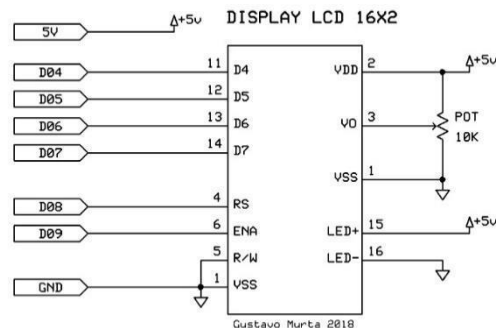 DISPLAY LCD 16X2
5V
+5v
D04
11
D4
D05
12
D5
D06
13
D6
D07
14
D7
D08
4
RS
D09
6
ENA
5
R/W
GND
1
VSS
VDD
2
+5v
VO
3
POT
10K
VSS
1
LED+
15
+5v
LED-
16
Gustavo Murta 2018